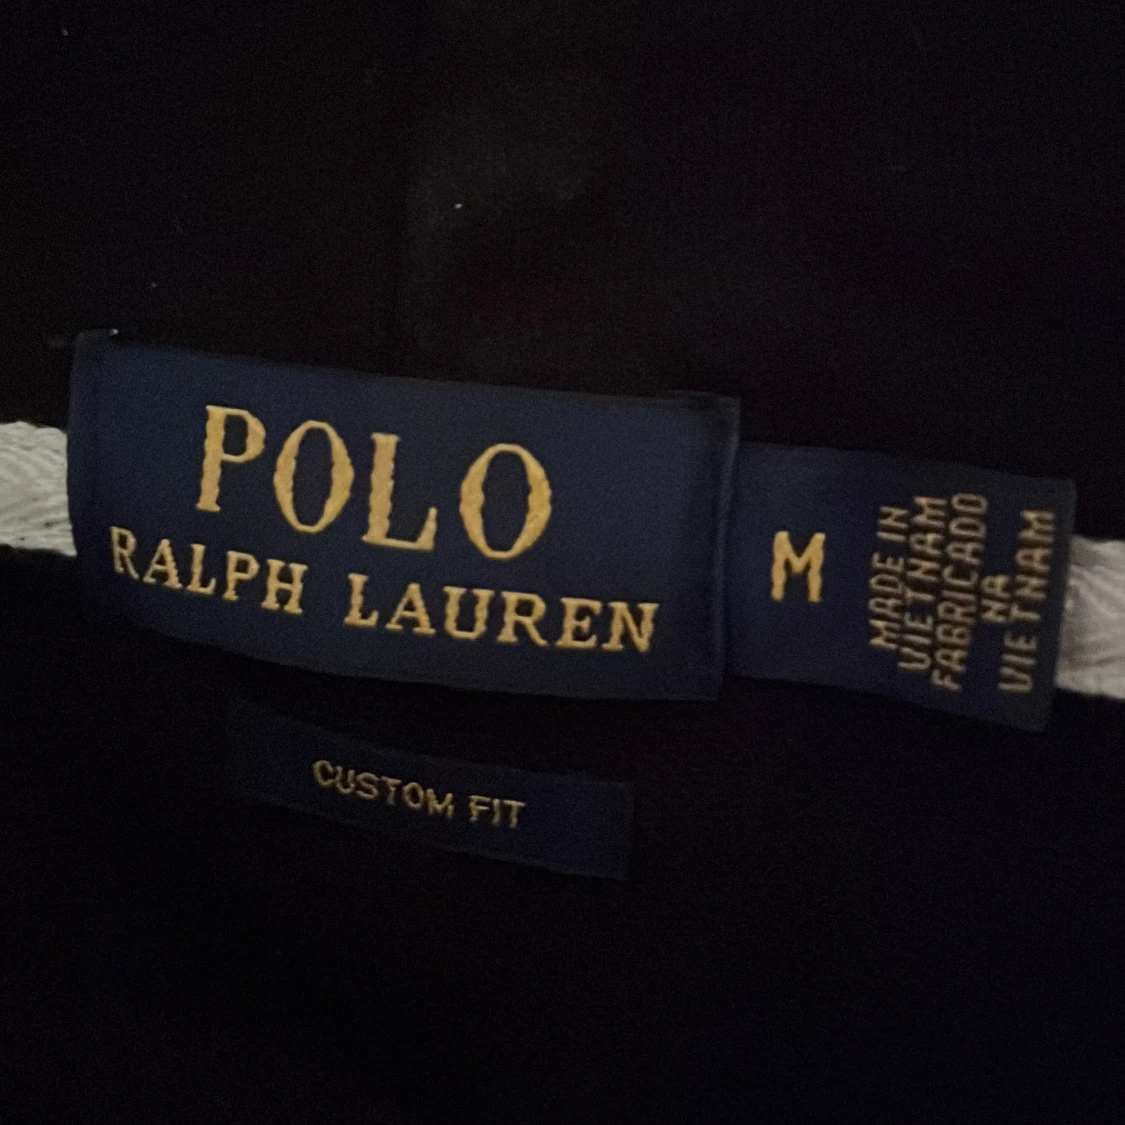 POLO
RALPH LAUREN
M
MADE IN
VIETNAM
FABRICADO
NA
VIETNAM
CUSTOM FIT